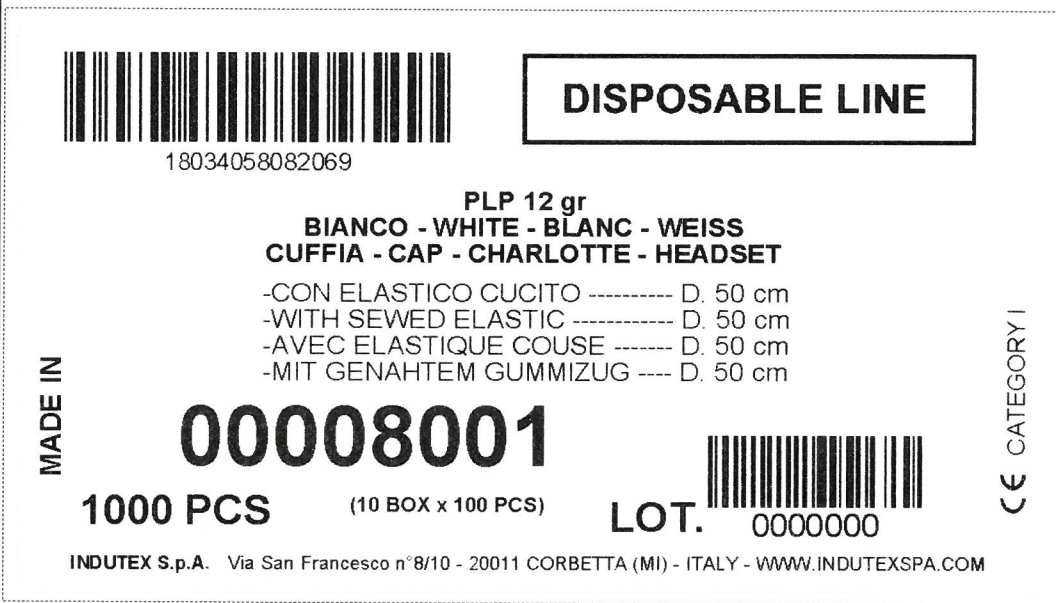 DISPOSABLE LINE
18034058082069
PLP 12 gr
BIANCO - WHITE - BLANC - WEISS
CUFFIA - CAP - CHARLOTTE - HEADSET
-CON ELASTICO CUCITO ---------- D. 50 cm
-WITH SEWED ELASTIC ------------ D. 50 cm
-AVEC ELASTIQUE COUSE ------- D. 50 cm
-MIT GENAHTEM GUMMIZUG ---- D. 50 cm
MADE IN
00008001
CE CATEGORY I
1000 PCS (10 BOX x 100 PCS) LOT. 0000000
INDUTEX S.p.A. Via San Francesco n°8/10 - 20011 CORBETTA (MI) - ITALY - WWW.INDUTEXSPA.COM